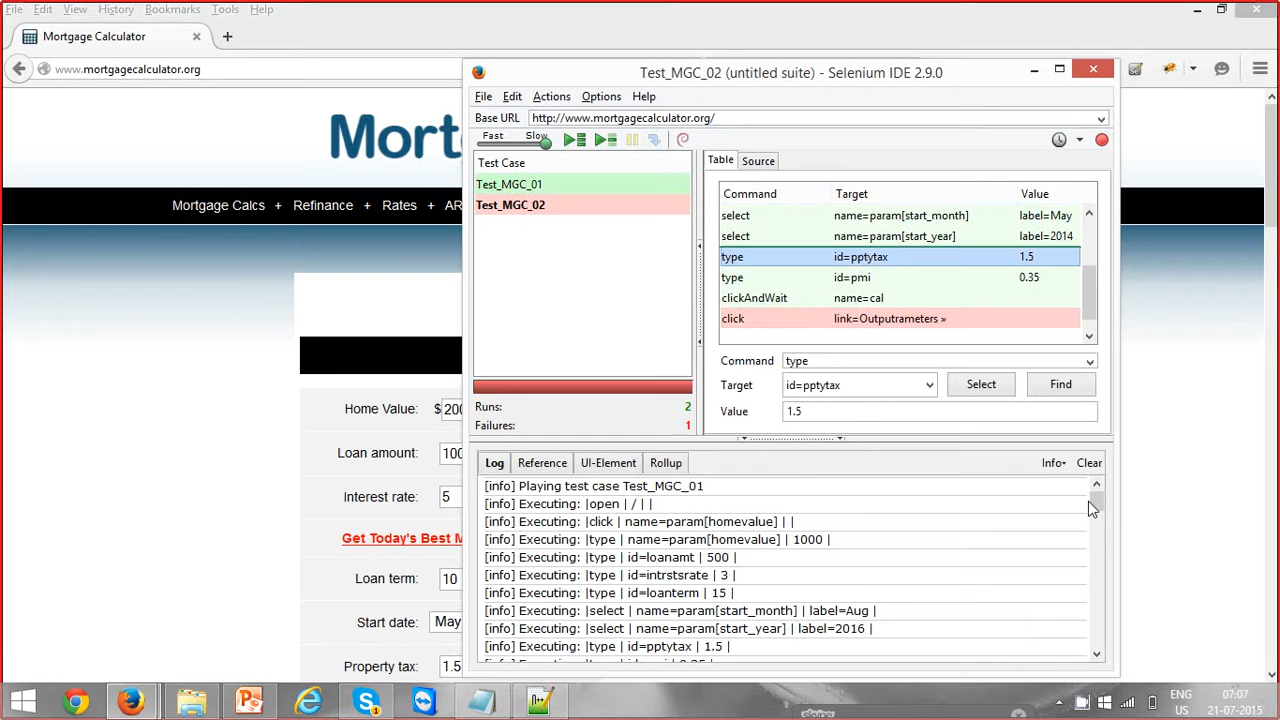 File Edit View History Bookmarks Tools Help
Mortgage Calculator
www.mortgagecalculator.org
Mort
Mortgage Calcs + Refinance + Rates + AR
Home Value: $ 200
Loan amount: 100
Interest rate: 5
Get Today's Best M
Loan term: 10
Start date: May
Property tax: 1.5
Test_MGC_02 (untitled suite) - Selenium IDE 2.9.0
File Edit Actions Options Help
Base URL http://www.mortgagecalculator.org/
Fast Slow
Test Case
Test_MGC_01
Test_MGC_02
Runs: 2
Failures: 1
Table Source
Command Target Value
select name=param[start_month] label=May
select name=param[start_year] label=2014
type id=pptytax 1.5
type id=pmi 0.35
clickAndWait name=cal
click link=Outputrameters »
Command type
Target id=pptytax Select Find
Value 1.5
Log Reference UI-Element Rollup Info Clear
[info] Playing test case Test_MGC_01
[info] Executing: |open | / | |
[info] Executing: |click | name=param[homevalue] | |
[info] Executing: |type | name=param[homevalue] | 1000 |
[info] Executing: |type | id=loanamt | 500 |
[info] Executing: |type | id=intrstsrate | 3 |
[info] Executing: |type | id=loanterm | 15 |
[info] Executing: |select | name=param[start_month] | label=Aug |
[info] Executing: |select | name=param[start_year] | label=2016 |
[info] Executing: |type | id=pptytax | 1.5 |
ENG 07:07
US 21-07-2015